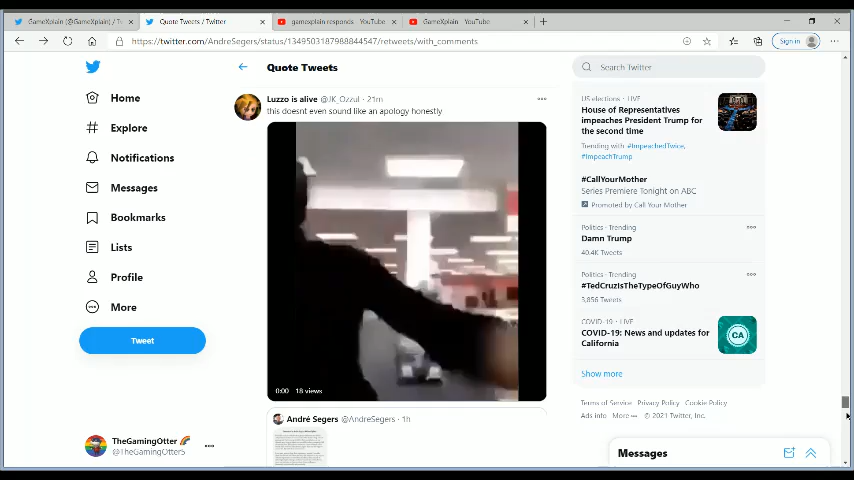 GameXplain (@GameXplain) / Tw
Quote Tweets / Twitter
gamexplain responds - YouTube
GameXplain - YouTube
https://twitter.com/AndreSegers/status/1349503187988844547/retweets/with_comments
Sign in
Home
Explore
Notifications
Messages
Bookmarks
Lists
Profile
More
Tweet
TheGamingOtter
@TheGamingOtter5
Quote Tweets
Luzzo is alive @JK_Ozzul · 21m
this doesnt even sound like an apology honestly
0:00 18 views
André Segers @AndreSegers · 1h
Search Twitter
US elections · LIVE
House of Representatives
impeaches President Trump for
the second time
Trending with #ImpeachedTwice,
#ImpeachTrump
#CallYourMother
Series Premiere Tonight on ABC
Promoted by Call Your Mother
Politics · Trending
Damn Trump
40.4K Tweets
Politics · Trending
#TedCruzIsTheTypeOfGuyWho
3,856 Tweets
COVID-19 · LIVE
COVID-19: News and updates for
California
CA
Show more
Terms of Service Privacy Policy Cookie Policy
Ads info More ··· © 2021 Twitter, Inc.
Messages